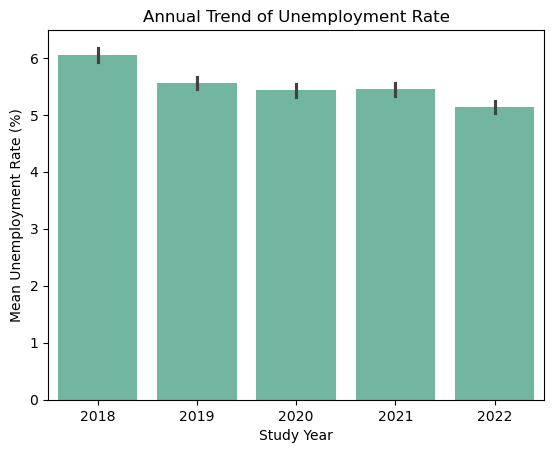 Annual Trend of Unemployment Rate
Mean Unemployment Rate (%)
6
5
4
3
2
1
0
2018 2019 2020 2021 2022
Study Year